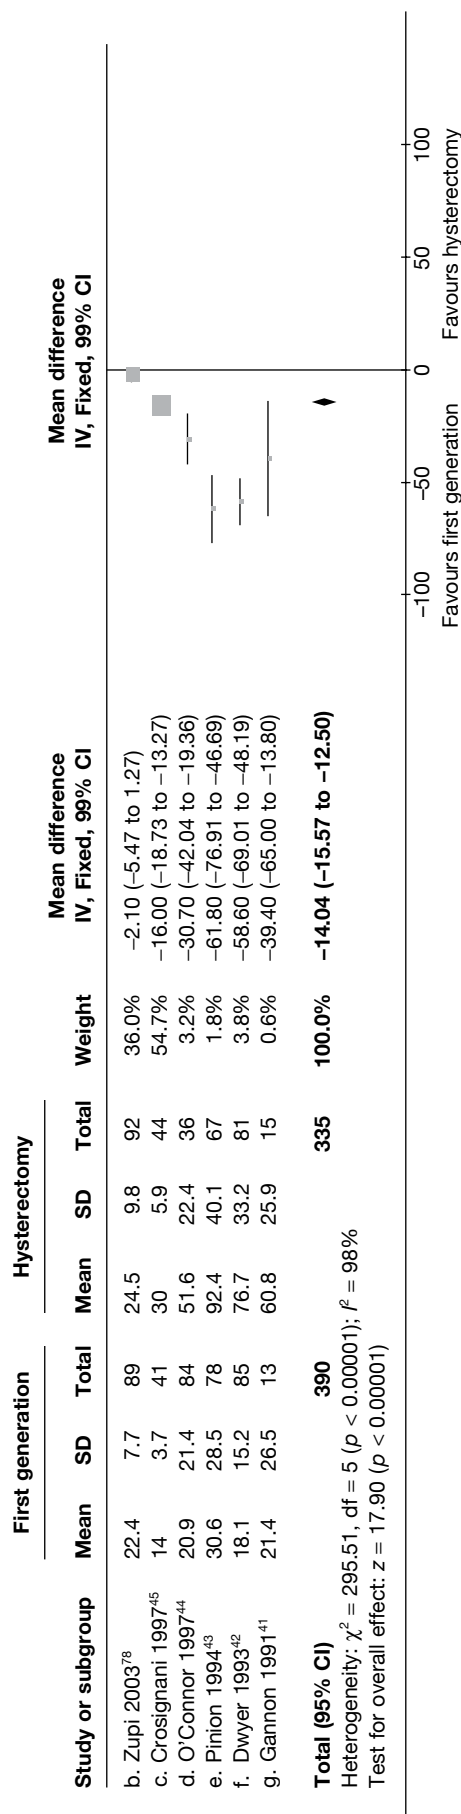 First generation Hysterectomy Mean difference Mean difference
Study or subgroup Mean SD Total Mean SD Total Weight IV, Fixed, 99% CI IV, Fixed, 99% CI
b. Zupi 2003⁷⁸ 22.4 7.7 89 24.5 9.8 92 36.0% −2.10 (−5.47 to 1.27)
c. Crosignani 1997⁴⁵ 14 3.7 41 30 5.9 44 54.7% −16.00 (−18.73 to −13.27)
d. O'Connor 1997⁴⁴ 20.9 21.4 84 51.6 22.4 36 3.2% −30.70 (−42.04 to −19.36)
e. Pinion 1994⁴³ 30.6 28.5 78 92.4 40.1 67 1.8% −61.80 (−76.91 to −46.69)
f. Dwyer 1993⁴² 18.1 15.2 85 76.7 33.2 81 3.8% −58.60 (−69.01 to −48.19)
g. Gannon 1991⁴¹ 21.4 26.5 13 60.8 25.9 15 0.6% −39.40 (−65.00 to −13.80)
Total (95% CI) 390 335 100.0% −14.04 (−15.57 to −12.50)
Heterogeneity: χ² = 295.51, df = 5 (p < 0.00001); I² = 98%
Test for overall effect: z = 17.90 (p < 0.00001)
−100 −50 0 50 100
Favours first generation Favours hysterectomy